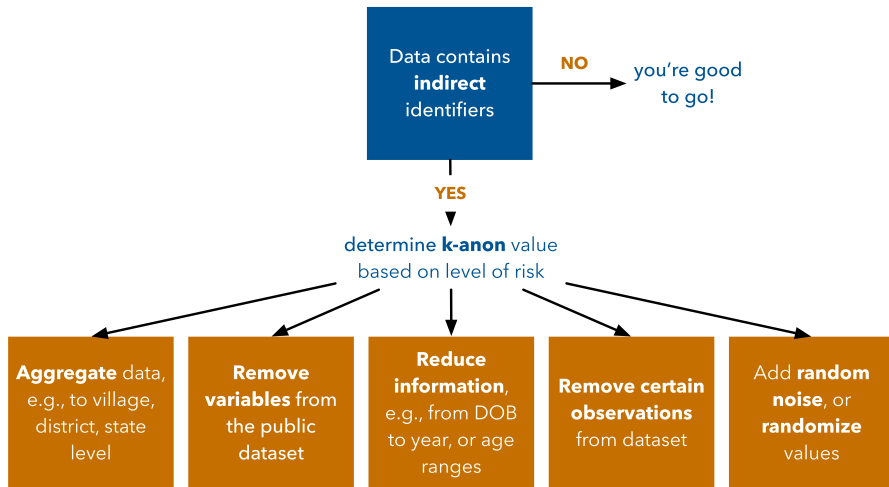 Data contains
indirect
identifiers
NO
you're good
to go!
YES
determine k-anon value
based on level of risk
Aggregate data,
e.g., to village,
district, state
level
Remove
variables from
the public
dataset
Reduce
information,
e.g., from DOB
to year, or age
ranges
Remove certain
observations
from dataset
Add random
noise, or
randomize
values